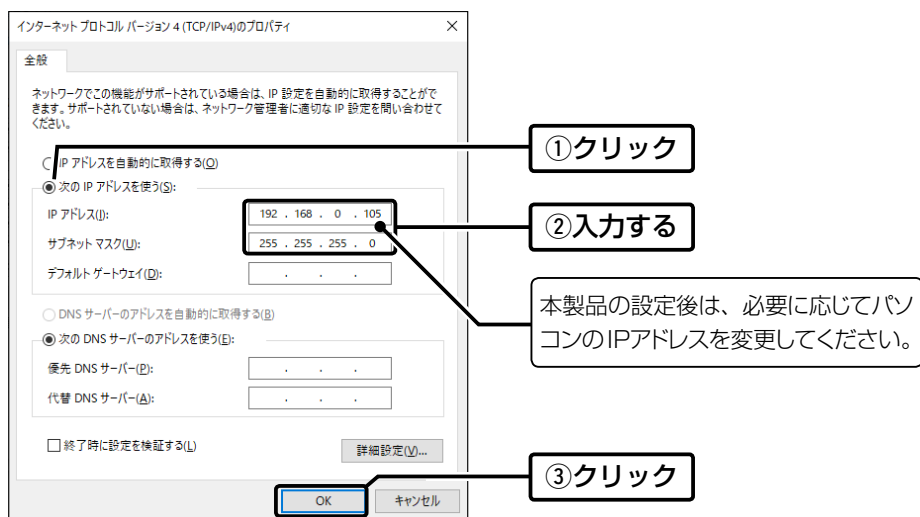 インターネット プロトコル バージョン 4 (TCP/IPv4)のプロパティ
全般
ネットワークでこの機能がサポートされている場合は、IP 設定を自動的に取得することがで
きます。サポートされていない場合は、ネットワーク管理者に適切な IP 設定を問い合わせて
ください。
IP アドレスを自動的に取得する(O)
次の IP アドレスを使う(S):
IP アドレス(I):
192 . 168 . 0 . 105
サブネット マスク(U):
255 . 255 . 255 . 0
デフォルト ゲートウェイ(D):
. . .
DNS サーバーのアドレスを自動的に取得する(B)
次の DNS サーバーのアドレスを使う(E):
優先 DNS サーバー(P):
. . .
代替 DNS サーバー(A):
. . .
終了時に設定を検証する(L)
詳細設定(V)...
OK
キャンセル
①クリック
②入力する
本製品の設定後は、必要に応じてパソ
コンのIPアドレスを変更してください。
③クリック